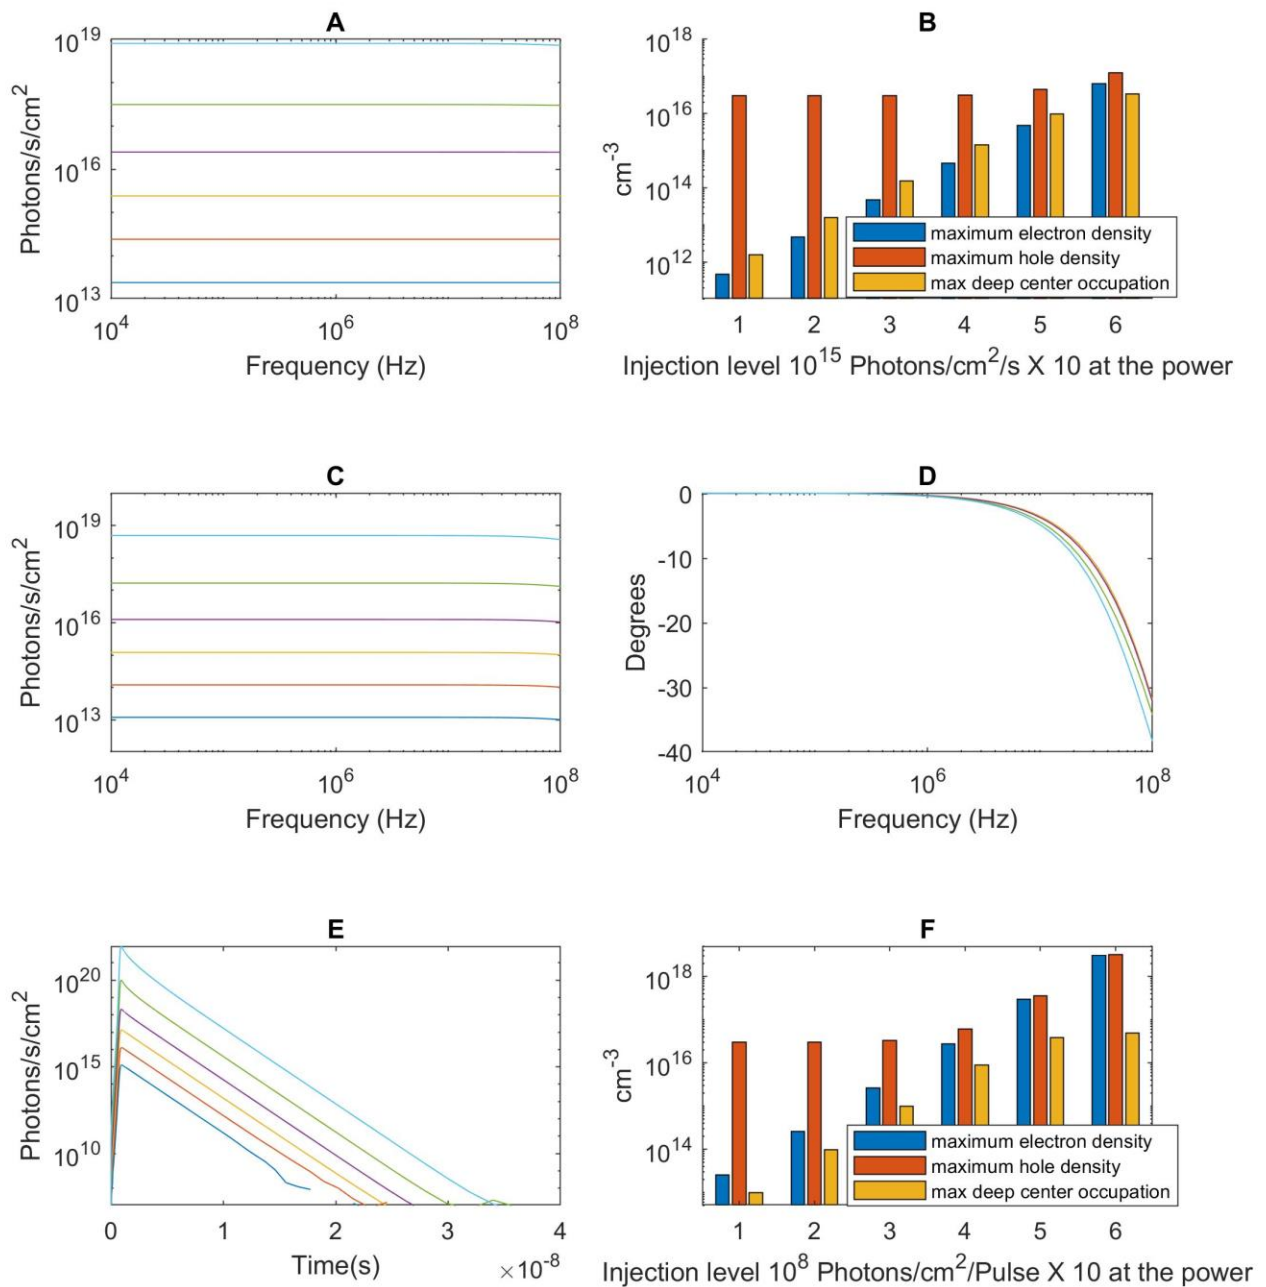 A
10^19
10^16
10^13
Photons/s/cm^2
10^4 10^6 10^8
Frequency (Hz)
B
10^18
10^16
10^14
10^12
cm^-3
maximum electron density
maximum hole density
max deep center occupation
1 2 3 4 5 6
Injection level 10^15 Photons/cm^2/s X 10 at the power
C
10^19
10^16
10^13
Photons/s/cm^2
10^4 10^6 10^8
Frequency (Hz)
D
0
-10
-20
-30
-40
Degrees
10^4 10^6 10^8
Frequency (Hz)
E
10^20
10^15
10^10
Photons/s/cm^2
0 1 2 3 4
Time(s)
×10^-8
F
10^18
10^16
10^14
cm^-3
maximum electron density
maximum hole density
max deep center occupation
1 2 3 4 5 6
Injection level 10^8 Photons/cm^2/Pulse X 10 at the power